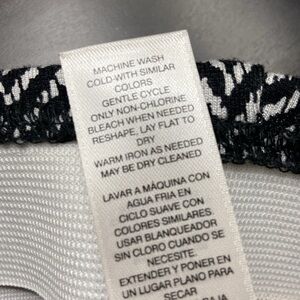 MACHINE WASH
COLD-WITH SIMILAR
COLORS
GENTLE CYCLE
ONLY NON-CHLORINE
BLEACH WHEN NEEDED
RESHAPE, LAY FLAT TO
DRY
WARM IRON AS NEEDED
MAY BE DRY CLEANED
LAVAR A MÁQUINA CON
AGUA FRIA EN
CICLO SUAVE CON
COLORES SIMILARES
USAR BLANQUEADOR
SIN CLORO CUANDO SE
NECESITE.
EXTENDER Y PONER EN
UN LUGAR PLANO PARA
SECAR